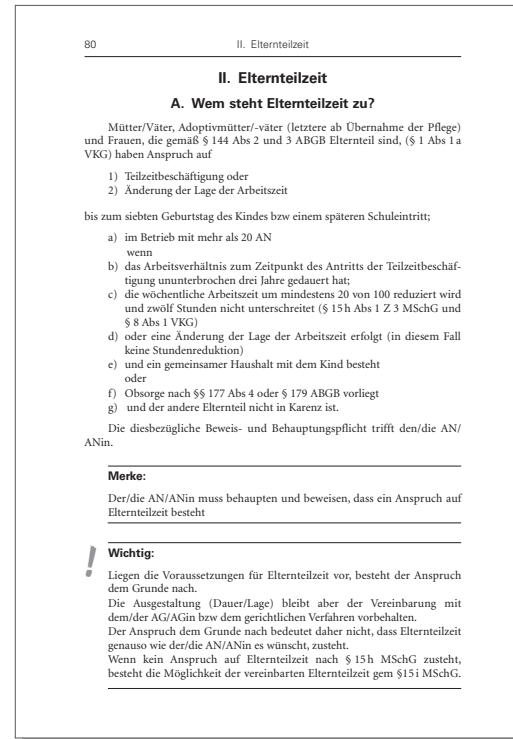 80
II. Elternteilzeit
II. Elternteilzeit
A. Wem steht Elternteilzeit zu?
Mütter/Väter, Adoptivmütter/-väter (letztere ab Übernahme der Pflege)
und Frauen, die gemäß § 144 Abs 2 und 3 ABGB Elternteil sind, (§ 1 Abs 1 a
VKG) haben Anspruch auf
1) Teilzeitbeschäftigung oder
2) Änderung der Lage der Arbeitszeit
bis zum siebten Geburtstag des Kindes bzw einem späteren Schuleintritt;
a) im Betrieb mit mehr als 20 AN
wenn
b) das Arbeitsverhältnis zum Zeitpunkt des Antritts der Teilzeitbeschäf-
tigung ununterbrochen drei Jahre gedauert hat;
c) die wöchentliche Arbeitszeit um mindestens 20 von 100 reduziert wird
und zwölf Stunden nicht unterschreitet (§ 15 h Abs 1 Z 3 MSchG und
§ 8 Abs 1 VKG)
d) oder eine Änderung der Lage der Arbeitszeit erfolgt (in diesem Fall
keine Stundenreduktion)
e) und ein gemeinsamer Haushalt mit dem Kind besteht
oder
f) Obsorge nach §§ 177 Abs 4 oder § 179 ABGB vorliegt
g) und der andere Elternteil nicht in Karenz ist.
Die diesbezügliche Beweis- und Behauptungspflicht trifft den/die AN/
ANin.
Merke:
Der/die AN/ANin muss behaupten und beweisen, dass ein Anspruch auf
Elternteilzeit besteht
!
Wichtig:
Liegen die Voraussetzungen für Elternteilzeit vor, besteht der Anspruch
dem Grunde nach.
Die Ausgestaltung (Dauer/Lage) bleibt aber der Vereinbarung mit
dem/der AG/AGin bzw dem gerichtlichen Verfahren vorbehalten.
Der Anspruch dem Grunde nach bedeutet daher nicht, dass Elternteilzeit
genauso wie der/die AN/ANin es wünscht, zusteht.
Wenn kein Anspruch auf Elternteilzeit nach § 15 h MSchG zusteht,
besteht die Möglichkeit der vereinbarten Elternteilzeit gem §15 i MSchG.